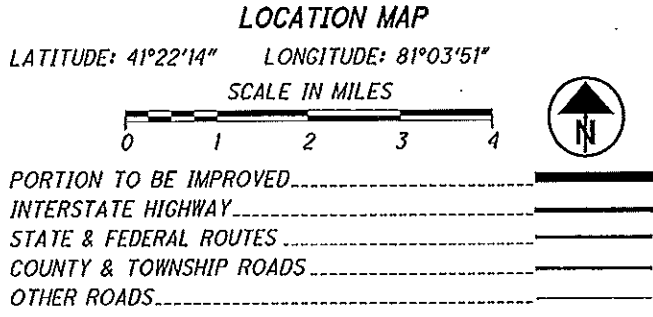 LOCATION MAP
LATITUDE: 41°22'14" LONGITUDE: 81°03'51"
SCALE IN MILES
0 1 2 3 4
N
PORTION TO BE IMPROVED
INTERSTATE HIGHWAY
STATE & FEDERAL ROUTES
COUNTY & TOWNSHIP ROADS
OTHER ROADS